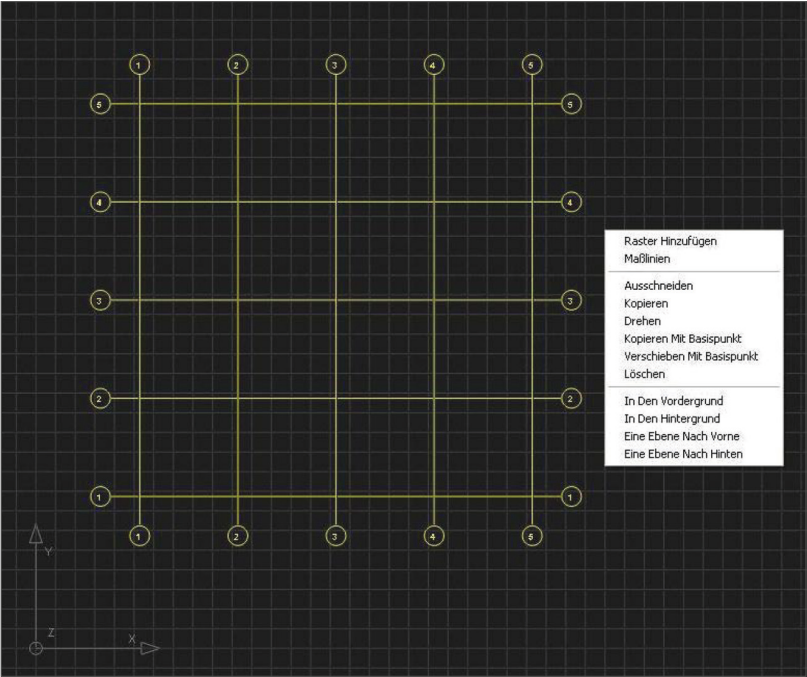 1 2 3 4 5
5 5
4 4
Raster Hinzufügen
Maßlinien
Ausschneiden
3 3
Kopieren
Drehen
Kopieren Mit Basispunkt
Verschieben Mit Basispunkt
Löschen
2 2
In Den Vordergrund
In Den Hintergrund
Eine Ebene Nach Vorne
Eine Ebene Nach Hinten
1 1
1 2 3 4 5
Y
Z
X